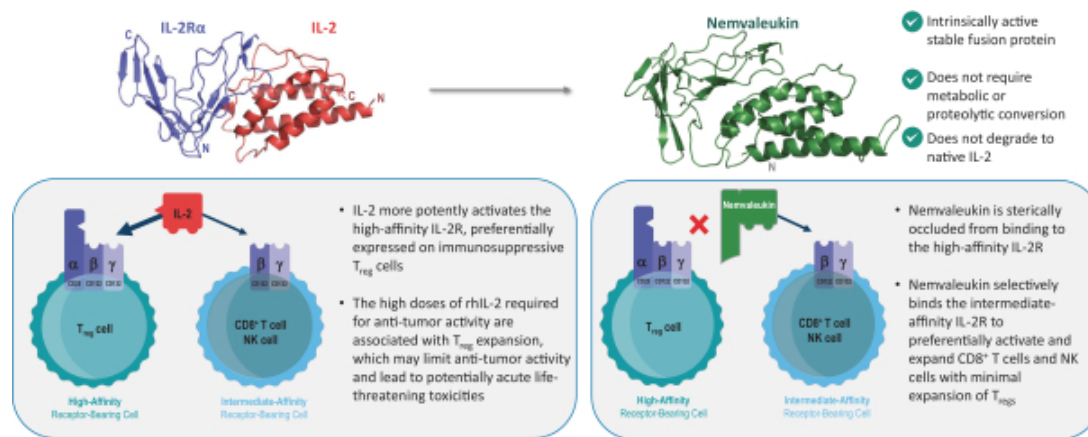 IL-2Rα
IL-2
Nemvaleukin
C
C
N
N
N
Intrinsically active
stable fusion protein
Does not require
metabolic or
proteolytic conversion
Does not degrade to
native IL-2
IL-2
α
β
γ
β
γ
Treg cell
CD8+ T cell
NK cell
High-Affinity
Receptor-Bearing Cell
Intermediate-Affinity
Receptor-Bearing Cell
• IL-2 more potently activates the
high-affinity IL-2R, preferentially
expressed on immunosuppressive
Treg cells
• The high doses of rhIL-2 required
for anti-tumor activity are
associated with Treg expansion,
which may limit anti-tumor activity
and lead to potentially acute life-
threatening toxicities
Nemvaleukin
α
β
γ
β
γ
Treg cell
CD8+ T cell
NK cell
High-Affinity
Receptor-Bearing Cell
Intermediate-Affinity
Receptor-Bearing Cell
• Nemvaleukin is sterically
occluded from binding to
the high-affinity IL-2R
• Nemvaleukin selectively
binds the intermediate-
affinity IL-2R to
preferentially activate and
expand CD8+ T cells and NK
cells with minimal
expansion of Tregs